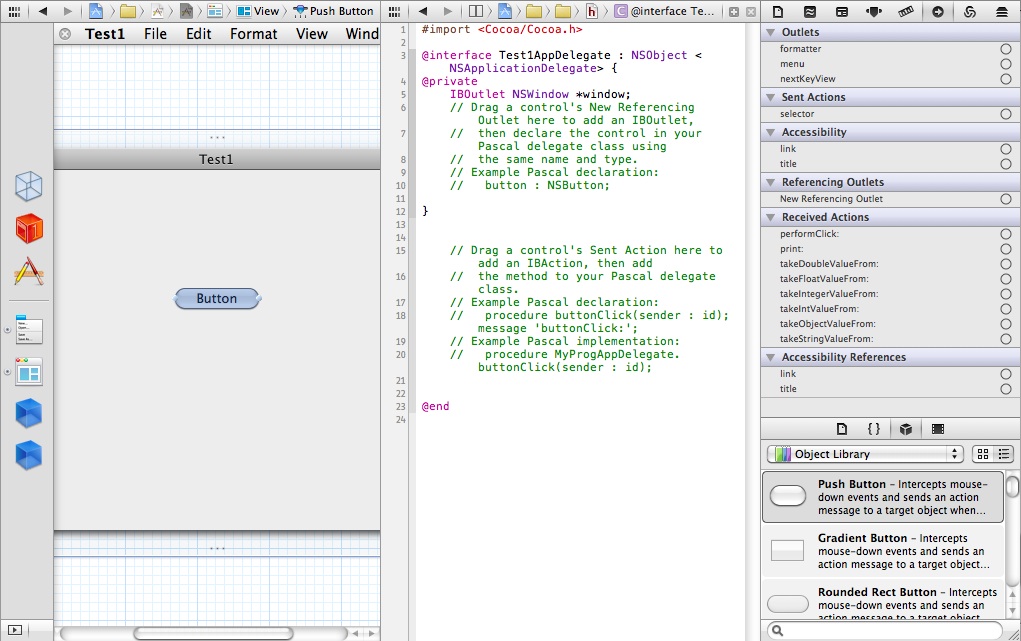 View
Push Button
@interface Te...
Test1 File Edit Format View Wind
Test1
Button
1 #import <Cocoa/Cocoa.h>
2
3 @interface Test1AppDelegate : NSObject <
NSApplicationDelegate> {
4 @private
5 IBOutlet NSWindow *window;
6 // Drag a control's New Referencing
Outlet here to add an IBOutlet,
7 // then declare the control in your
Pascal delegate class using
8 // the same name and type.
9 // Example Pascal declaration:
10 // button : NSButton;
11
12 }
13
14
15 // Drag a control's Sent Action here to
add an IBAction, then add
16 // the method to your Pascal delegate
class.
17 // Example Pascal declaration:
18 // procedure buttonClick(sender : id);
message 'buttonClick:';
19 // Example Pascal implementation:
20 // procedure MyProgAppDelegate.
buttonClick(sender : id);
21
22
23 @end
24
Outlets
formatter
menu
nextKeyView
Sent Actions
selector
Accessibility
link
title
Referencing Outlets
New Referencing Outlet
Received Actions
performClick:
print:
takeDoubleValueFrom:
takeFloatValueFrom:
takeIntegerValueFrom:
takeIntValueFrom:
takeObjectValueFrom:
takeStringValueFrom:
Accessibility References
link
title
{ }
Object Library
Push Button – Intercepts mouse-
down events and sends an action
message to a target object when...
Gradient Button – Intercepts
mouse-down events and sends an
action message to a target object...
Rounded Rect Button – Intercepts
mouse-down events and sends an
action message to a target object...